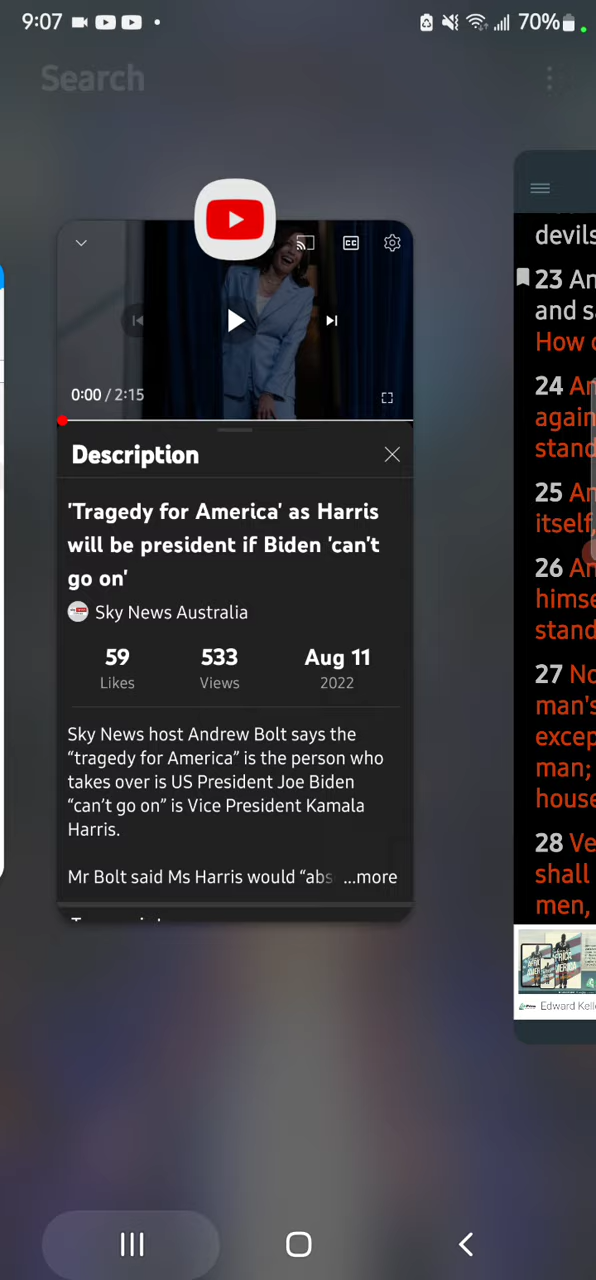 9:07
70%
Search
0:00 / 2:15
Description
'Tragedy for America' as Harris
will be president if Biden 'can't
go on'
Sky News Australia
59
533
Aug 11
Likes
Views
2022
Sky News host Andrew Bolt says the
“tragedy for America” is the person who
takes over is US President Joe Biden
“can’t go on” is Vice President Kamala
Harris.
Mr Bolt said Ms Harris would “abs ...more
devils
23 An
and sa
How c
24 An
again
stand
25 An
itself,
26 An
himse
stand
27 No
man's
excep
man;
house
28 Ve
shall
men,
Edward Kelle